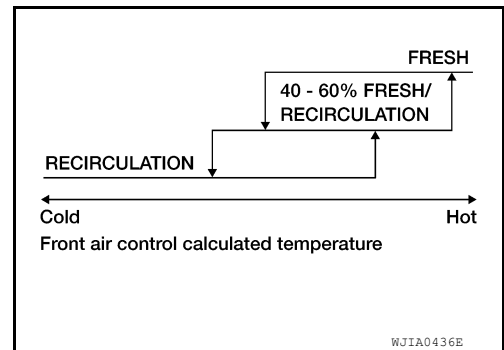 FRESH
40 - 60% FRESH/
RECIRCULATION
RECIRCULATION
Cold Hot
Front air control calculated temperature
WJIA0436E